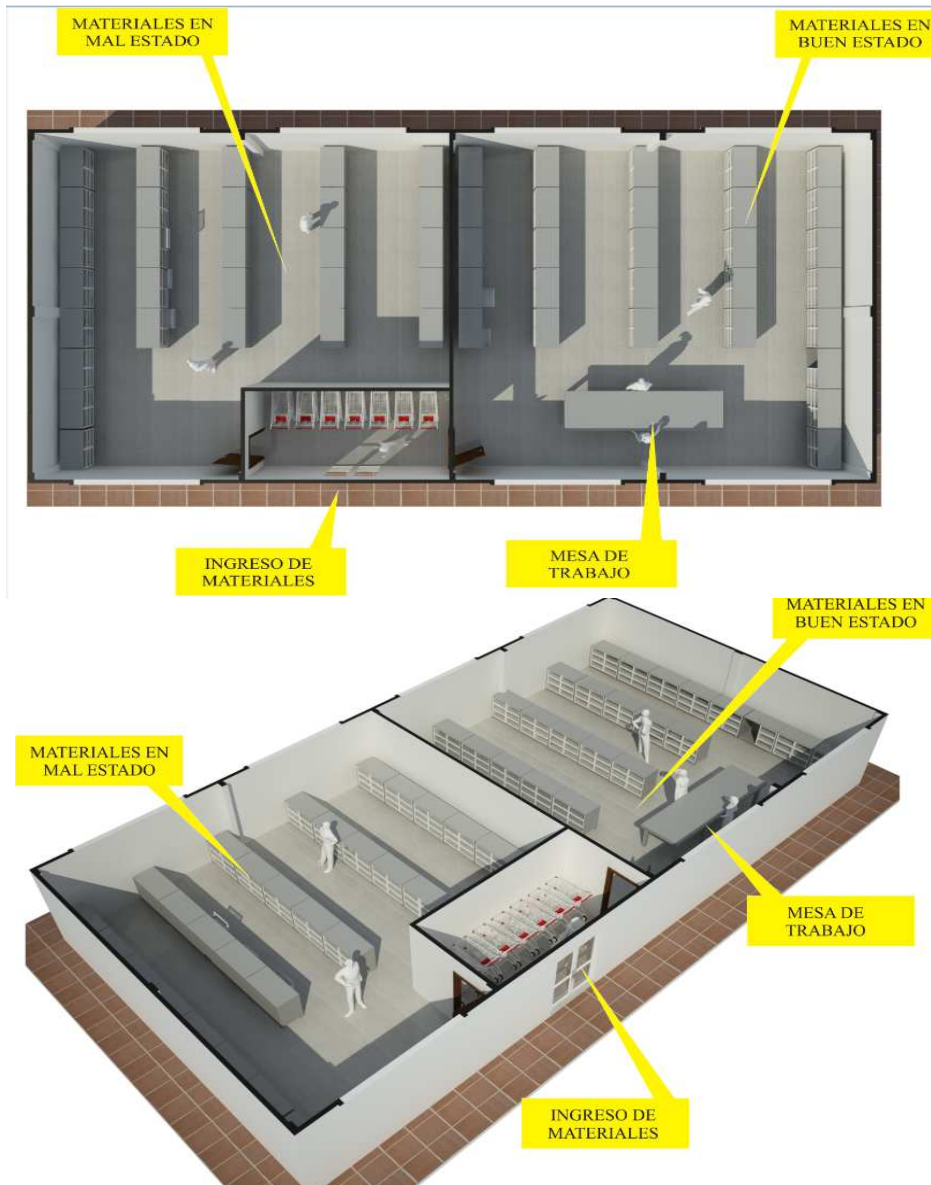 MATERIALES EN
MAL ESTADO
MATERIALES EN
BUEN ESTADO
INGRESO DE
MATERIALES
MESA DE
TRABAJO
MATERIALES EN
BUEN ESTADO
MATERIALES EN
MAL ESTADO
MESA DE
TRABAJO
INGRESO DE
MATERIALES